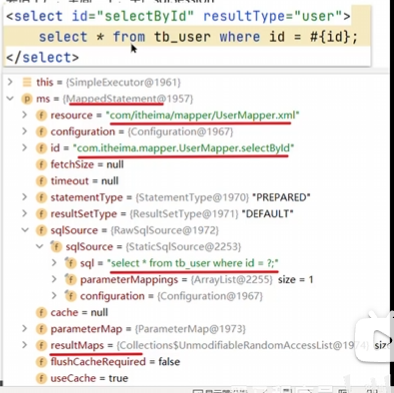 <select id="selectById" resultType="user">
select * from tb_user where id = #{id};
</select>
this = {SimpleExecutor@1961}
ms = {MappedStatement@1957}
resource = "com/itheima/mapper/UserMapper.xml"
configuration = {Configuration@1967}
id = "com.itheima.mapper.UserMapper.selectById"
fetchSize = null
timeout = null
statementType = {StatementType@1970} "PREPARED"
resultSetType = {ResultSetType@1971} "DEFAULT"
sqlSource = {RawSqlSource@1972}
sqlSource = {StaticSqlSource@2253}
sql = "select * from tb_user where id = ?;"
parameterMappings = {ArrayList@2255} size = 1
configuration = {Configuration@1967}
cache = null
parameterMap = {ParameterMap@1973}
resultMaps = {Collections$UnmodifiableRandomAccessList@1974}
flushCacheRequired = false
useCache = true